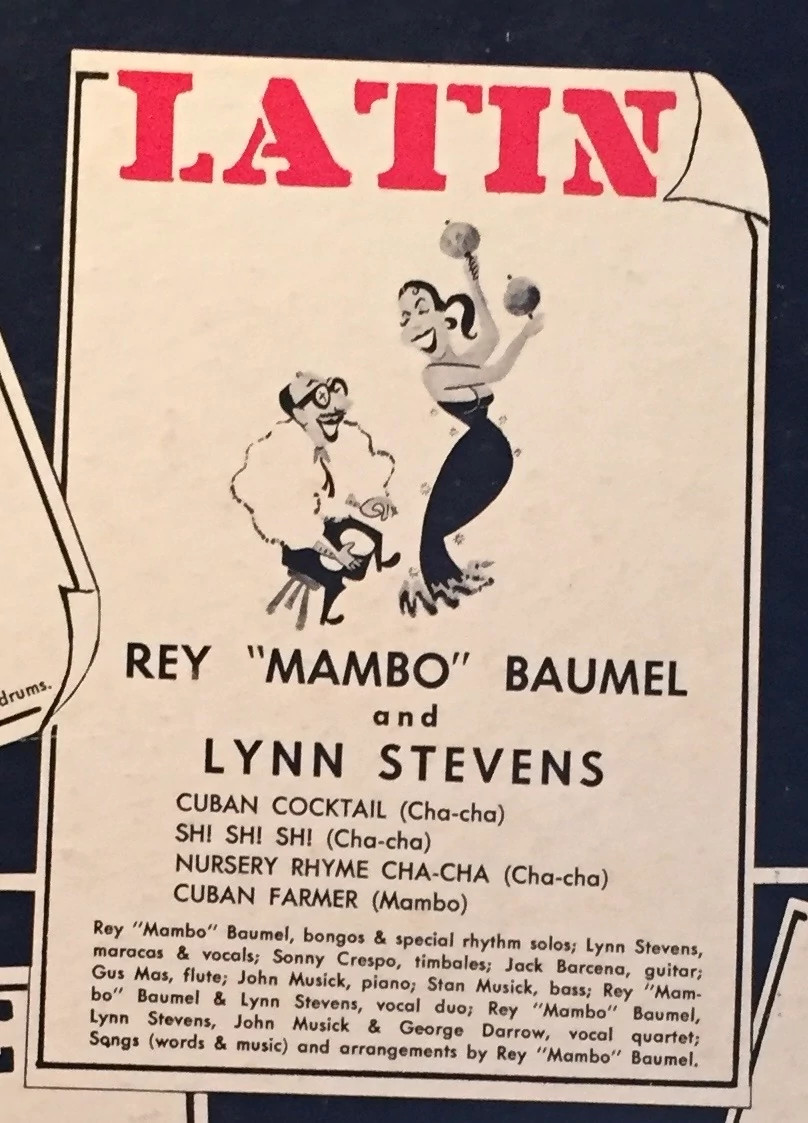 LATIN
REY "MAMBO" BAUMEL
and
LYNN STEVENS
CUBAN COCKTAIL (Cha-cha)
SH! SH! SH! (Cha-cha)
NURSERY RHYME CHA-CHA (Cha-cha)
CUBAN FARMER (Mambo)
Rey "Mambo" Baumel, bongos & special rhythm solos; Lynn Stevens,
maracas & vocals; Sonny Crespo, timbales; Jack Barcena, guitar;
Gus Mas, flute; John Musick, piano; Stan Musick, bass; Rey "Mam-
bo" Baumel & Lynn Stevens, vocal duo; Rey "Mambo" Baumel,
Lynn Stevens, John Musick & George Darrow, vocal quartet;
Songs (words & music) and arrangements by Rey "Mambo" Baumel.
drums.